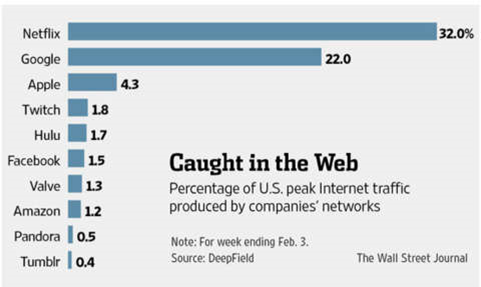 Netflix 32.0%
Google 22.0
Apple 4.3
Twitch 1.8
Hulu 1.7
Facebook 1.5
Valve 1.3
Amazon 1.2
Pandora 0.5
Tumblr 0.4
Caught in the Web
Percentage of U.S. peak Internet traffic
produced by companies' networks
Note: For week ending Feb. 3.
Source: DeepField The Wall Street Journal